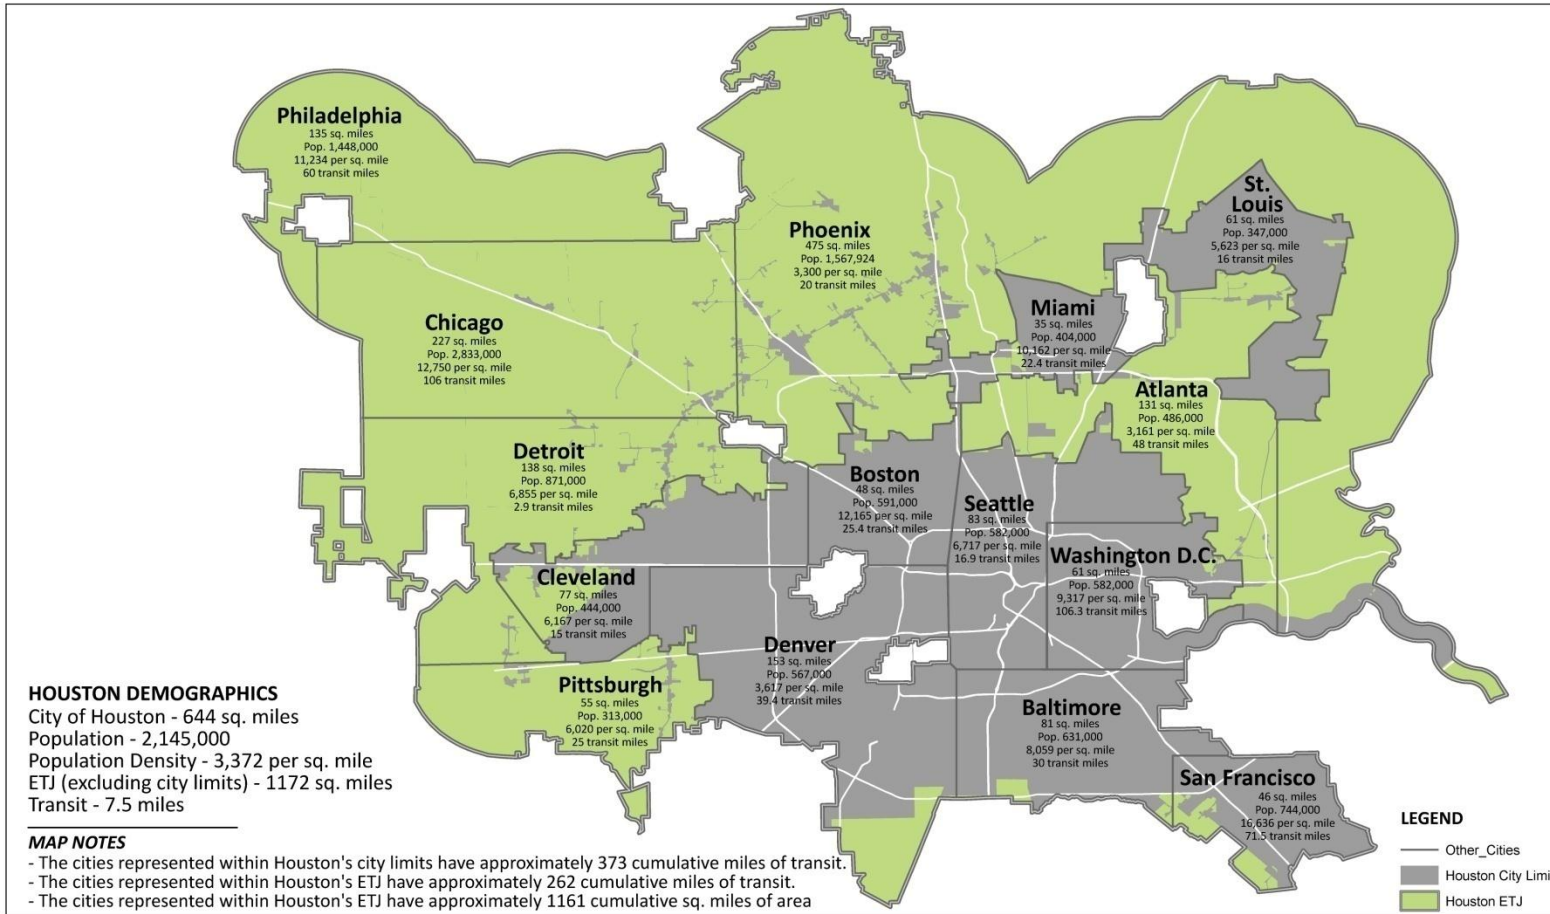 Philadelphia
135 sq. miles
Pop. 1,448,000
11,234 per sq. mile
60 transit miles
Phoenix
475 sq. miles
Pop. 1,567,924
3,300 per sq. mile
20 transit miles
St.
Louis
61 sq. miles
Pop. 347,000
5,623 per sq. mile
16 transit miles
Chicago
227 sq. miles
Pop. 2,833,000
12,750 per sq. mile
106 transit miles
Miami
35 sq. miles
Pop. 404,000
10,162 per sq. mile
22.4 transit miles
Atlanta
131 sq. miles
Pop. 486,000
3,161 per sq. mile
48 transit miles
Detroit
138 sq. miles
Pop. 871,000
6,855 per sq. mile
2.9 transit miles
Boston
48 sq. miles
Pop. 591,000
12,165 per sq. mile
25.4 transit miles
Seattle
83 sq. miles
Pop. 582,000
6,717 per sq. mile
16.9 transit miles
Washington D.C.
61 sq. miles
Pop. 582,000
9,317 per sq. mile
106.3 transit miles
Cleveland
77 sq. miles
Pop. 444,000
6,167 per sq. mile
15 transit miles
Denver
153 sq. miles
Pop. 567,000
3,617 per sq. mile
39.4 transit miles
Pittsburgh
55 sq. miles
Pop. 313,000
6,020 per sq. mile
25 transit miles
Baltimore
81 sq. miles
Pop. 631,000
8,059 per sq. mile
30 transit miles
San Francisco
46 sq. miles
Pop. 744,000
16,636 per sq. mile
71.5 transit miles
HOUSTON DEMOGRAPHICS
City of Houston - 644 sq. miles
Population - 2,145,000
Population Density - 3,372 per sq. mile
ETJ (excluding city limits) - 1172 sq. miles
Transit - 7.5 miles
MAP NOTES
- The cities represented within Houston's city limits have approximately 373 cumulative miles of transit.
- The cities represented within Houston's ETJ have approximately 262 cumulative miles of transit.
- The cities represented within Houston's ETJ have approximately 1161 cumulative sq. miles of area
LEGEND
Other_Cities
Houston City Limi
Houston ETJ